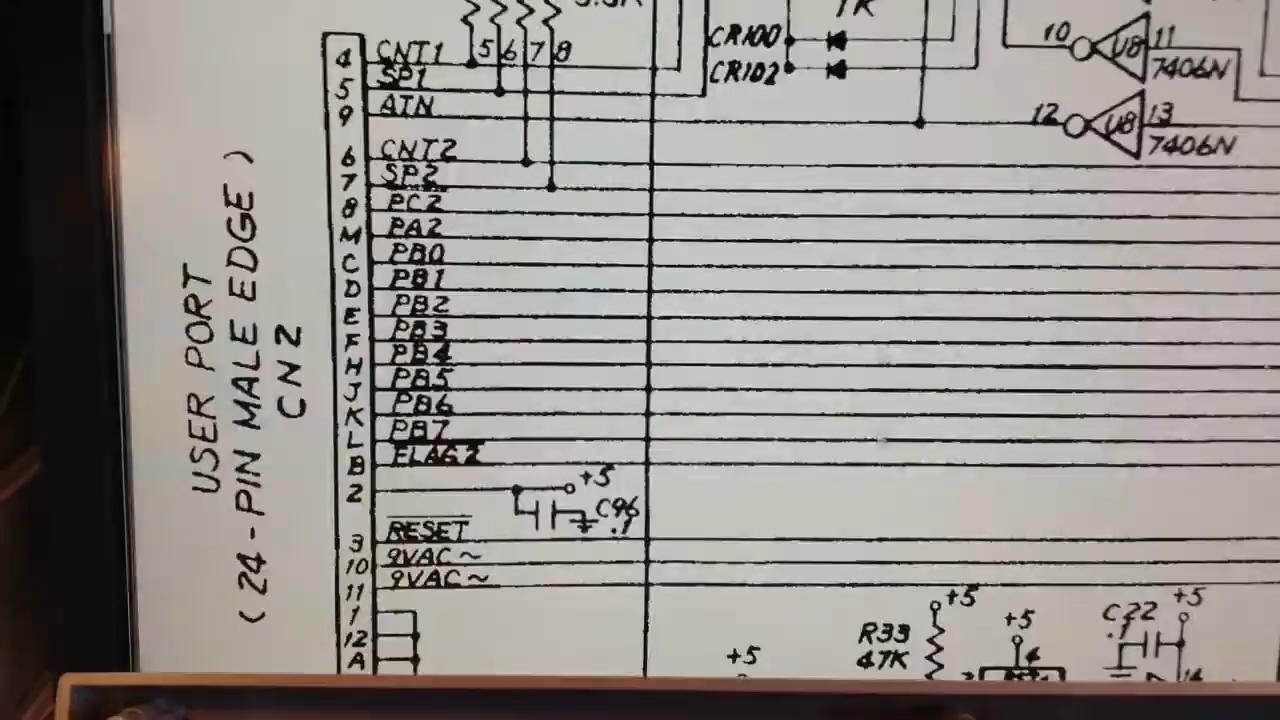 USER PORT
(24-PIN MALE EDGE)
CN2
4 CNT1
5 SP1
9 ATN
6 CNT2
7 SP2
8 PC2
M PA2
C PB0
D PB1
E PB2
F PB3
H PB4
J PB5
K PB6
L PB7
B FLAG2
2
3 RESET
10 9VAC~
11 9VAC~
1
12
A
5 6 7 8
1K
CR100
CR102
10 U8 11
7406N
12 U8 13
7406N
+5
C96
.1
+5
R33
47K
+5
+5
4
C22
.1
+5
14